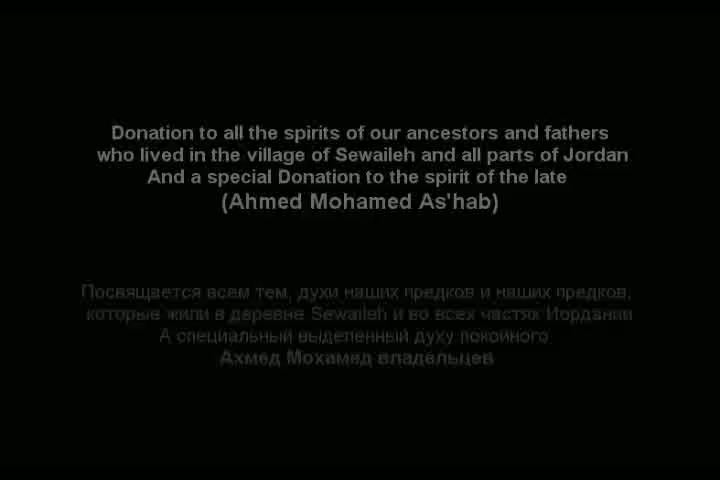 Donation to all the spirits of our ancestors and fathers
who lived in the village of Sewaileh and all parts of Jordan
And a special Donation to the spirit of the late
(Ahmed Mohamed As'hab)
Посвящается всем тем, духи наших предков и наших предков,
которые жили в деревне Sewaileh и во всех частях Иордании
А специальный выделенный духу покойного
Ахмед Мохамед владельцев